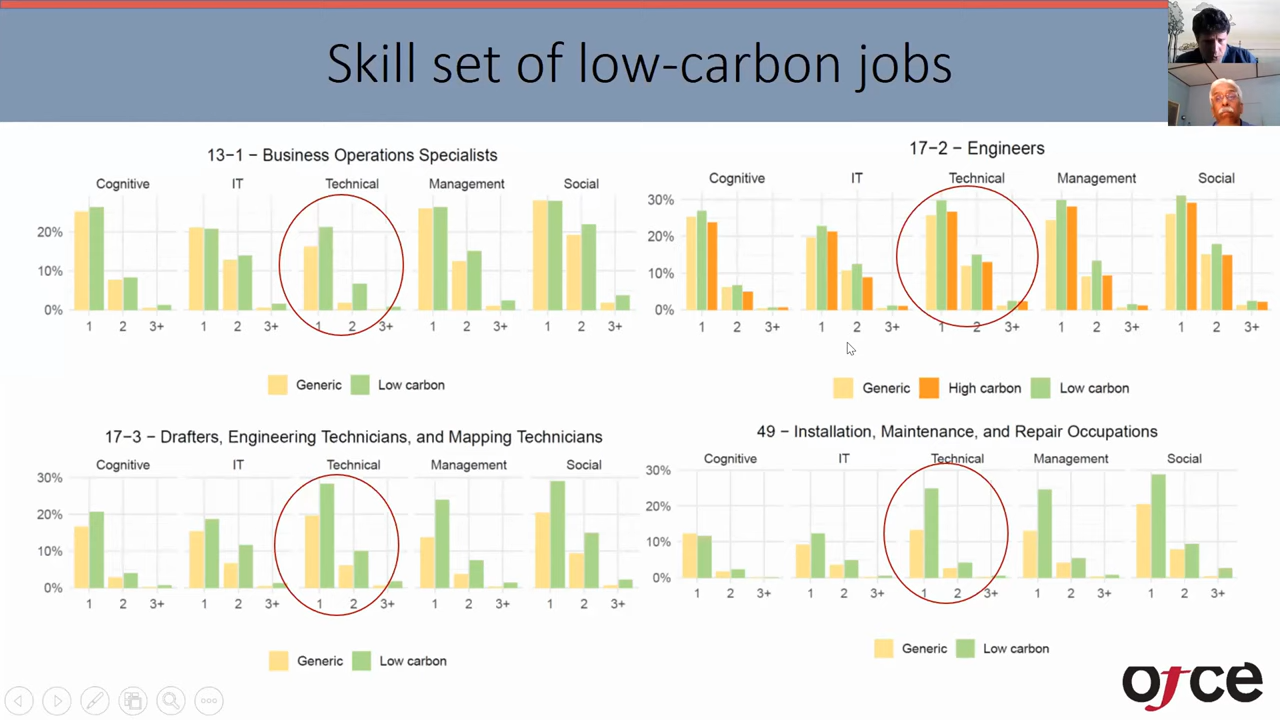 Skill set of low-carbon jobs
13−1 − Business Operations Specialists
Cognitive IT Technical Management Social
20%
10%
0%
1 2 3+ 1 2 3+ 1 2 3+ 1 2 3+ 1 2 3+
Generic Low carbon
17−2 − Engineers
Cognitive IT Technical Management Social
30%
20%
10%
0%
1 2 3+ 1 2 3+ 1 2 3+ 1 2 3+ 1 2 3+
Generic High carbon Low carbon
17−3 − Drafters, Engineering Technicians, and Mapping Technicians
Cognitive IT Technical Management Social
30%
20%
10%
0%
1 2 3+ 1 2 3+ 1 2 3+ 1 2 3+ 1 2 3+
Generic Low carbon
49 − Installation, Maintenance, and Repair Occupations
Cognitive IT Technical Management Social
30%
20%
10%
0%
1 2 3+ 1 2 3+ 1 2 3+ 1 2 3+ 1 2 3+
Generic Low carbon
ofce